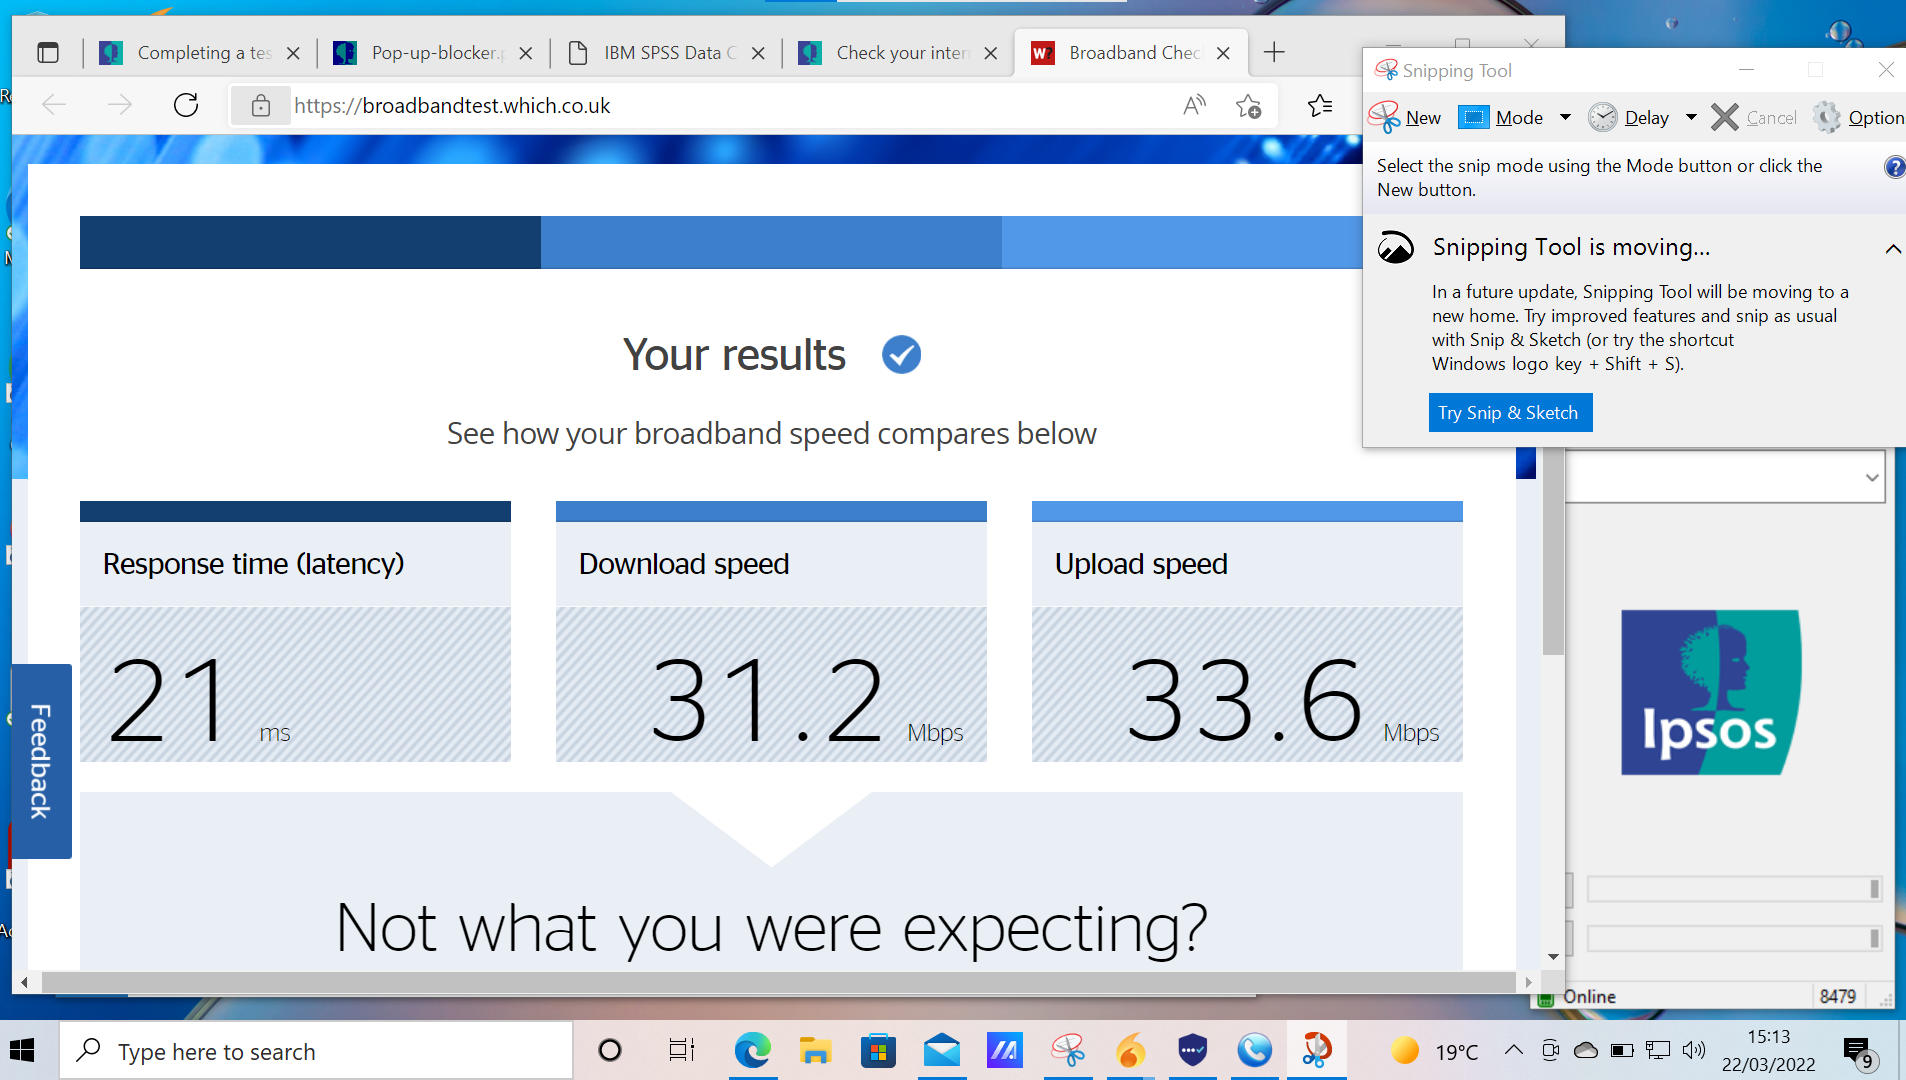 Completing a tes
Pop-up-blocker.p
IBM SPSS Data C
Check your intern
Broadband Chec
https://broadbandtest.which.co.uk
Snipping Tool
New
Mode
Delay
Cancel
Option
Select the snip mode using the Mode button or click the
New button.
Snipping Tool is moving...
In a future update, Snipping Tool will be moving to a
new home. Try improved features and snip as usual
with Snip & Sketch (or try the shortcut
Windows logo key + Shift + S).
Try Snip & Sketch
Your results
See how your broadband speed compares below
Response time (latency)
21 ms
Download speed
31.2 Mbps
Upload speed
33.6 Mbps
Feedback
Not what you were expecting?
Ipsos
Online
8479
Type here to search
19°C
15:13
22/03/2022
9